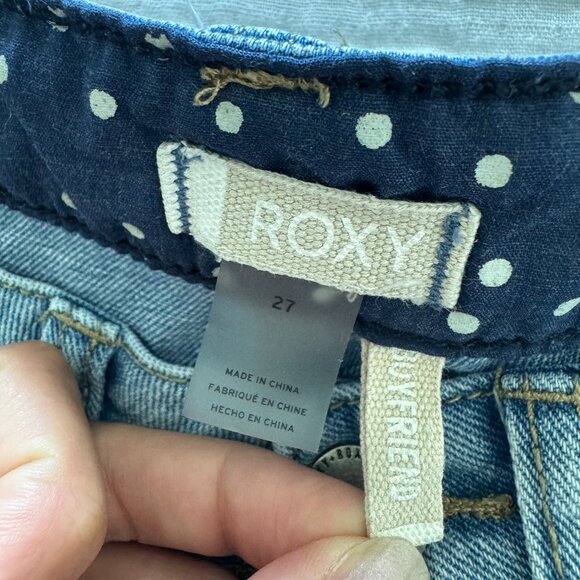 ROXY
27
MADE IN CHINA
FABRIQUÉ EN CHINE
HECHO EN CHINA
BOYFRIEND